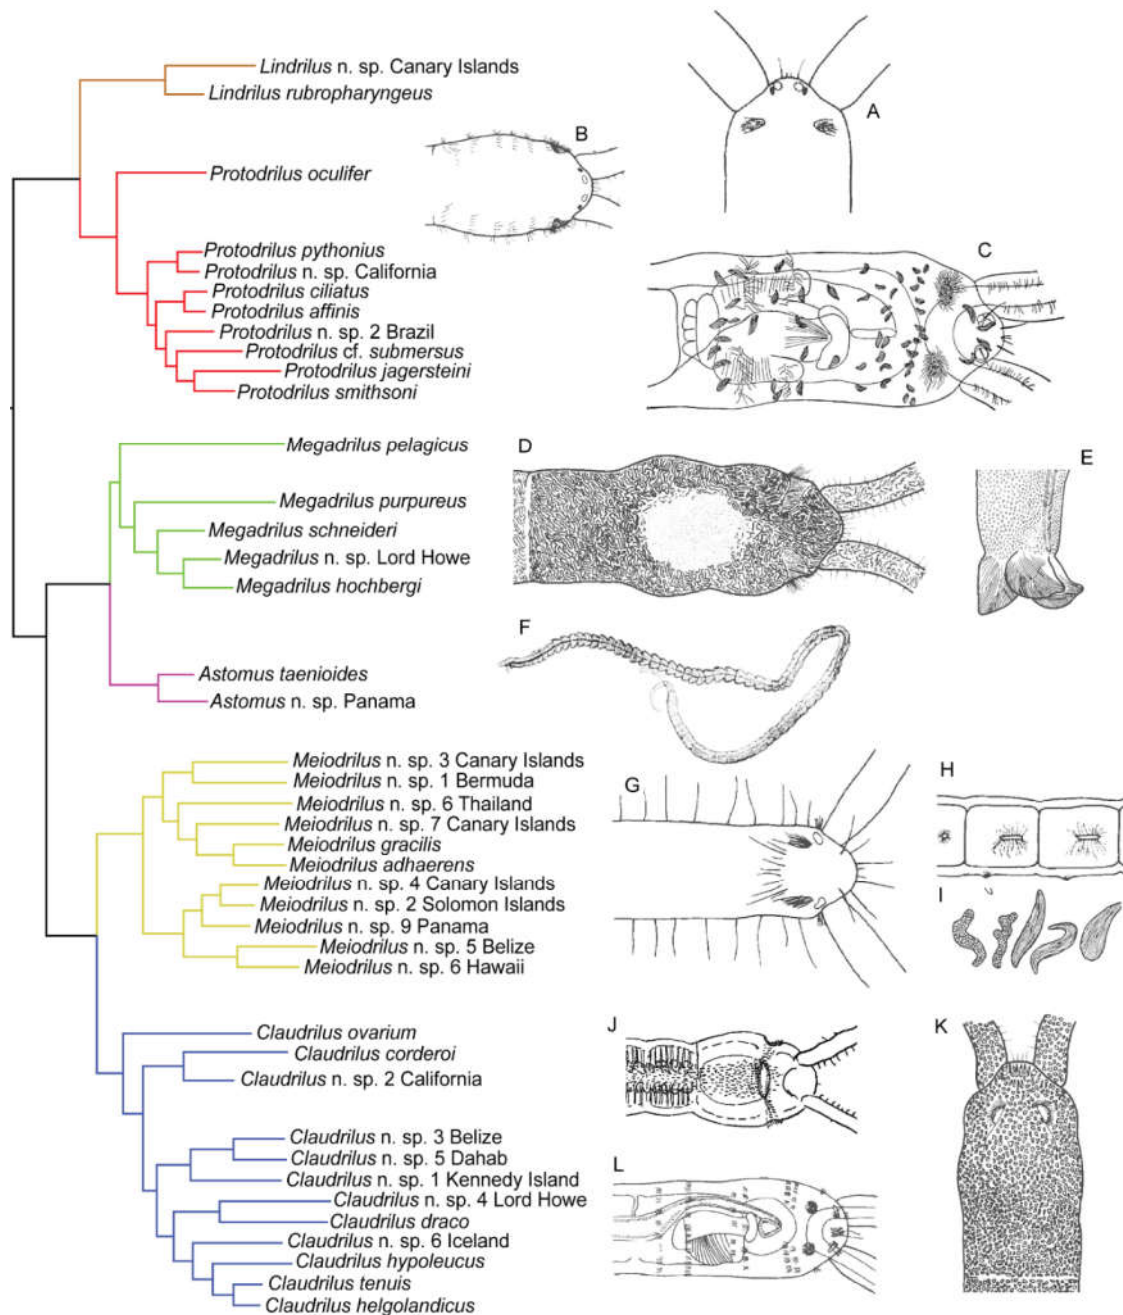 Lindrilus n. sp. Canary Islands
Lindrilus rubropharyngeus
A
B
Protodrilus oculifer
Protodrilus pythonius
C
Protodrilus n. sp. California
Protodrilus ciliatus
Protodrilus affinis
Protodrilus n. sp. 2 Brazil
Protodrilus cf. submersus
Protodrilus jagersteini
Protodrilus smithsoni
Megadrilus pelagicus
D
E
Megadrilus purpureus
Megadrilus schneideri
Megadrilus n. sp. Lord Howe
Megadrilus hochbergi
F
Astomus taenioides
Astomus n. sp. Panama
Meiodrilus n. sp. 3 Canary Islands
G
H
Meiodrilus n. sp. 1 Bermuda
Meiodrilus n. sp. 6 Thailand
Meiodrilus n. sp. 7 Canary Islands
Meiodrilus gracilis
Meiodrilus adhaerens
Meiodrilus n. sp. 4 Canary Islands
I
Meiodrilus n. sp. 2 Solomon Islands
Meiodrilus n. sp. 9 Panama
Meiodrilus n. sp. 5 Belize
Meiodrilus n. sp. 6 Hawaii
J
K
Claudrilus ovarium
Claudrilus corderoi
Claudrilus n. sp. 2 California
Claudrilus n. sp. 3 Belize
Claudrilus n. sp. 5 Dahab
L
Claudrilus n. sp. 1 Kennedy Island
Claudrilus n. sp. 4 Lord Howe
Claudrilus draco
Claudrilus n. sp. 6 Iceland
Claudrilus hypoleucus
Claudrilus tenuis
Claudrilus helgolandicus